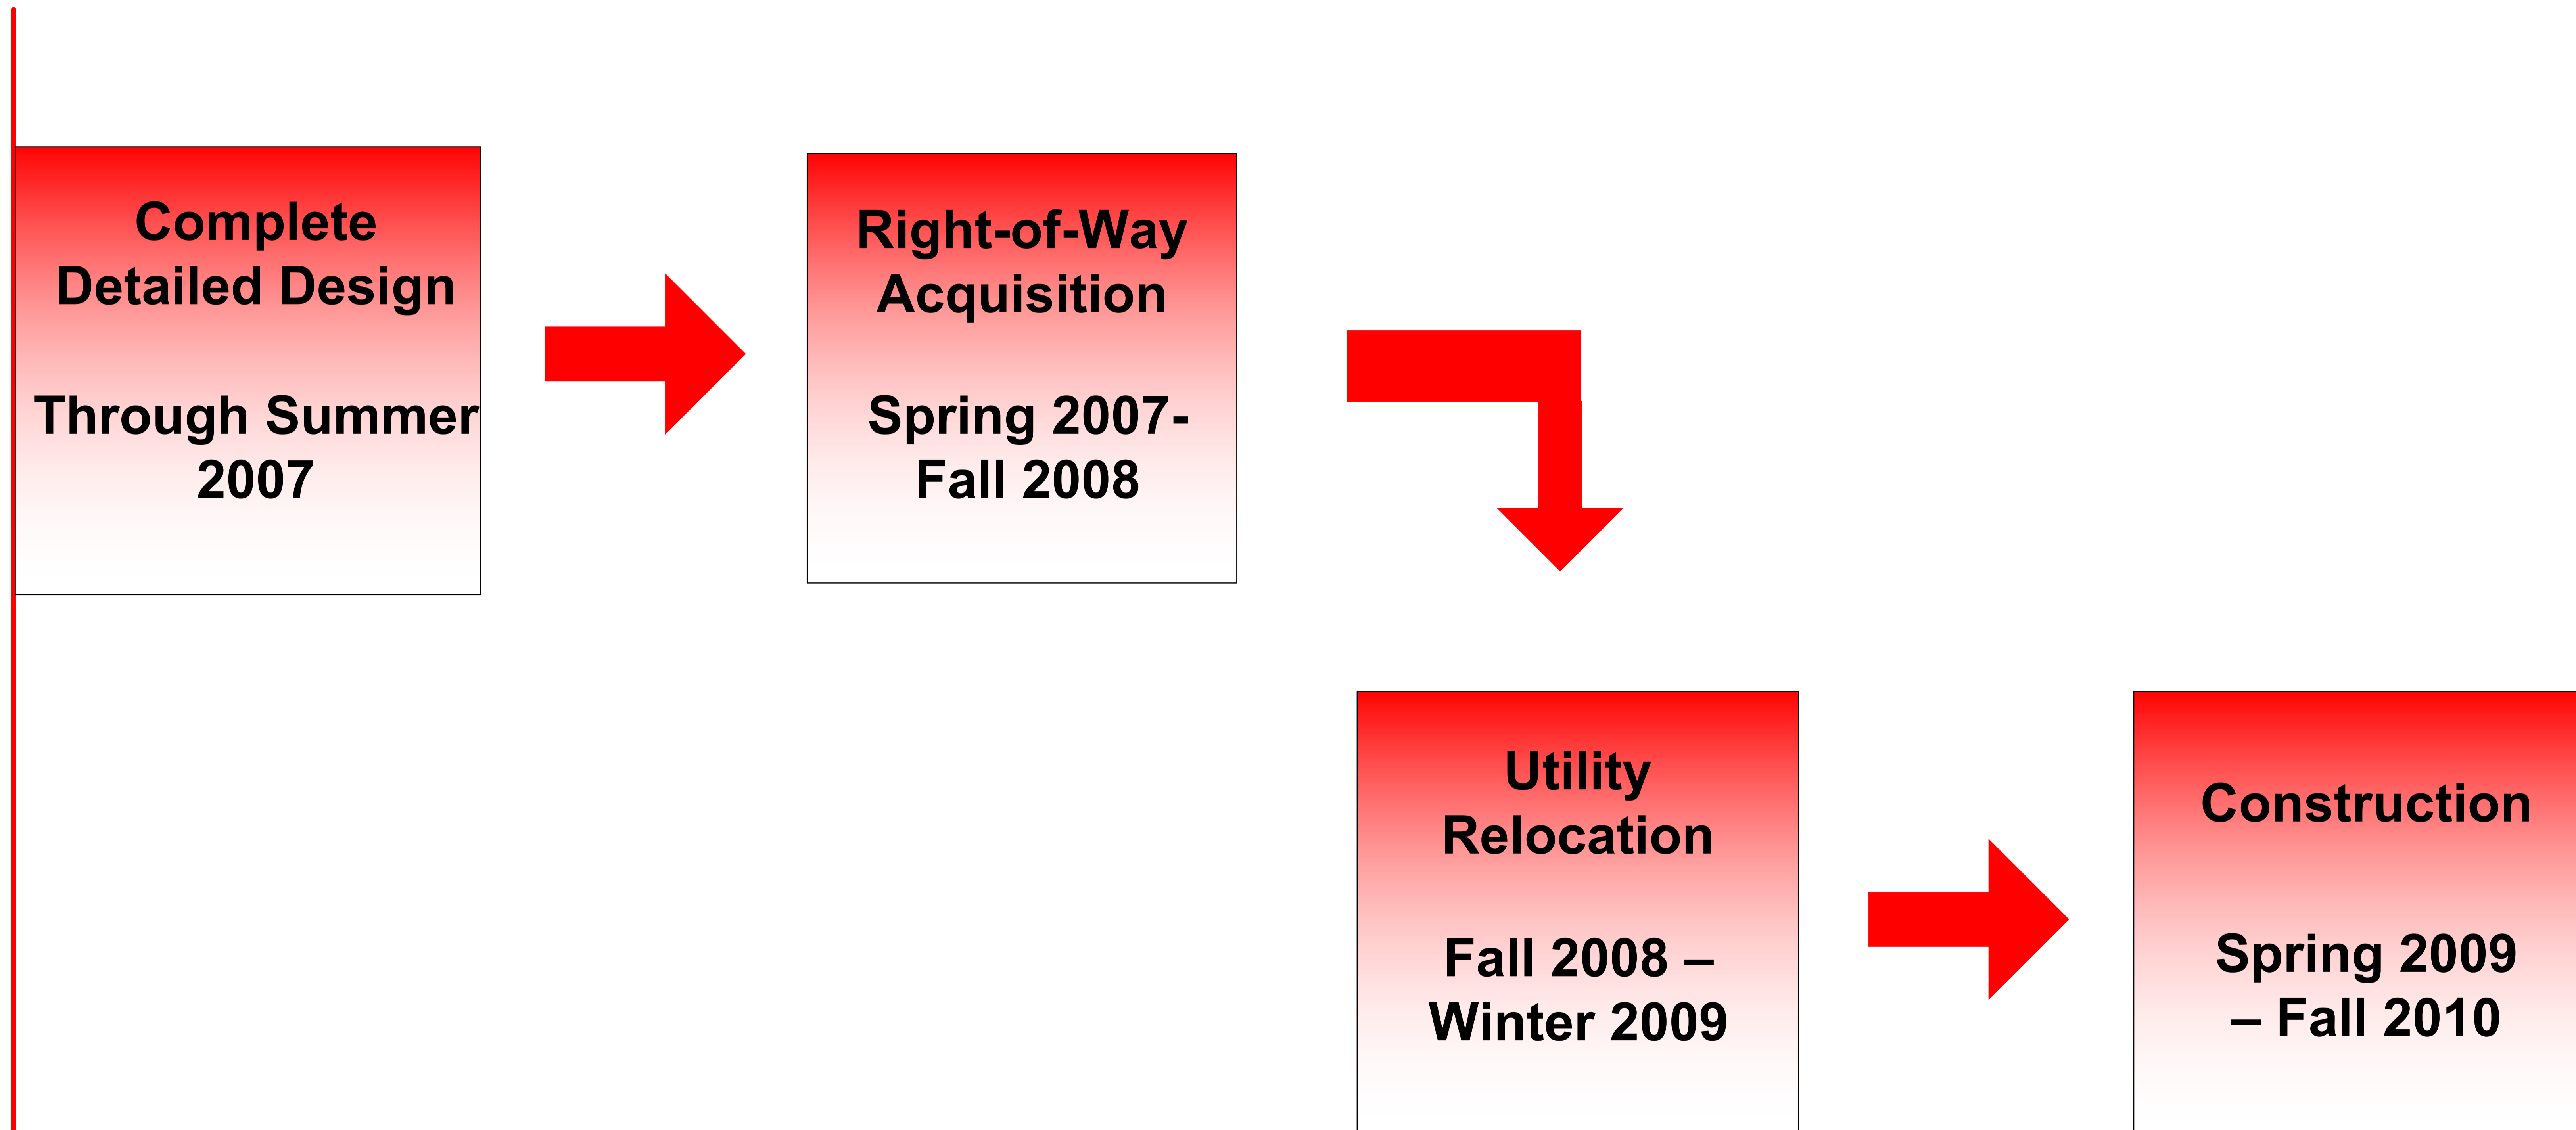 Complete
Detailed Design
Through Summer
2007
Right-of-Way
Acquisition
Spring 2007-
Fall 2008
Utility
Relocation
Fall 2008 –
Winter 2009
Construction
Spring 2009
– Fall 2010